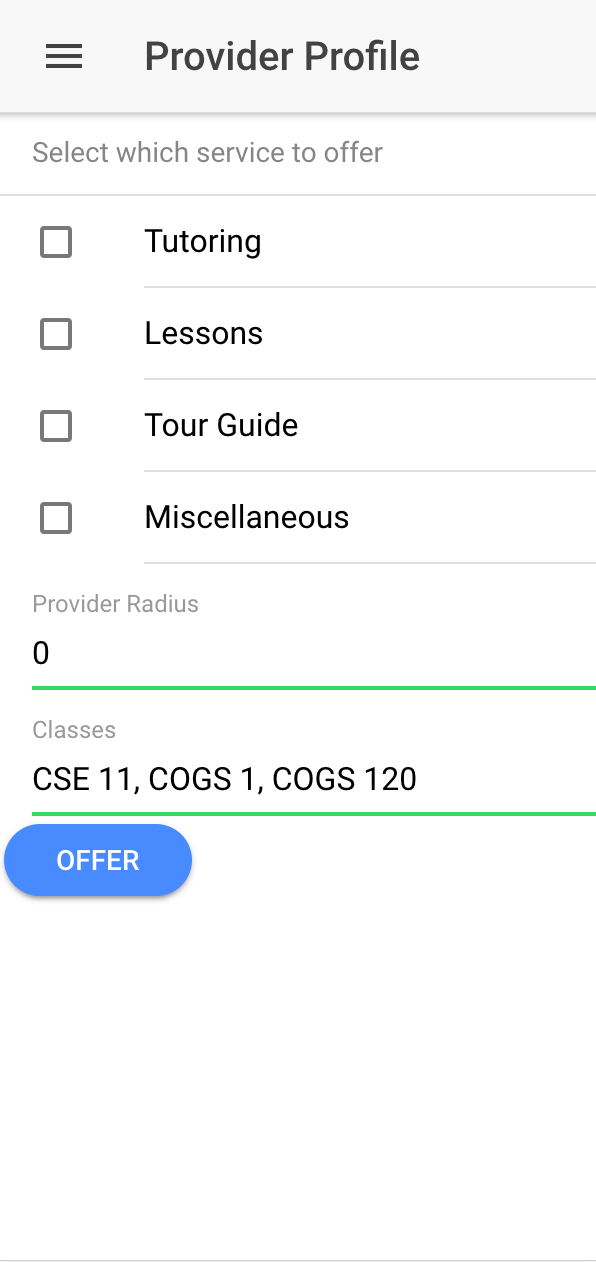 Provider Profile
Select which service to offer
Tutoring
Lessons
Tour Guide
Miscellaneous
Provider Radius
0
Classes
CSE 11, COGS 1, COGS 120
OFFER